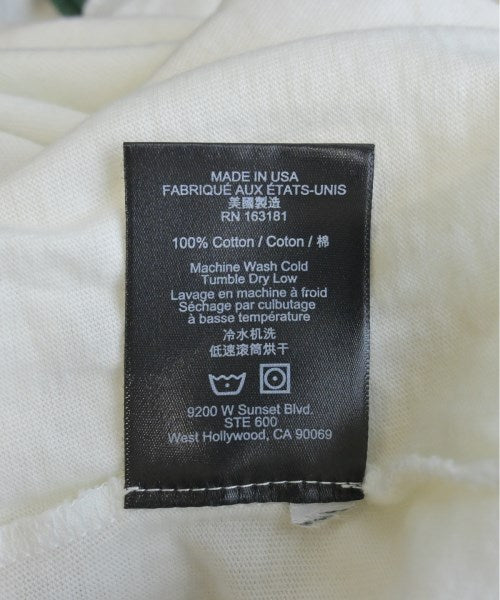 MADE IN USA
FABRIQUÉ AUX ÉTATS-UNIS
美國製造
RN 163181
100% Cotton / Coton / 棉
Machine Wash Cold
Tumble Dry Low
Lavage en machine à froid
Séchage par culbutage
à basse température
冷水机洗
低速滚筒烘干
9200 W Sunset Blvd.
STE 600
West Hollywood, CA 90069